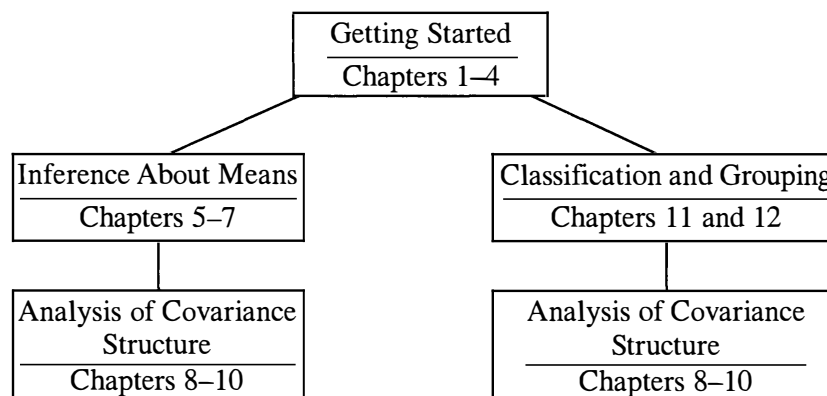 Getting Started
Chapters 1–4
Inference About Means
Chapters 5–7
Classification and Grouping
Chapters 11 and 12
Analysis of Covariance
Structure
Chapters 8–10
Analysis of Covariance
Structure
Chapters 8–10